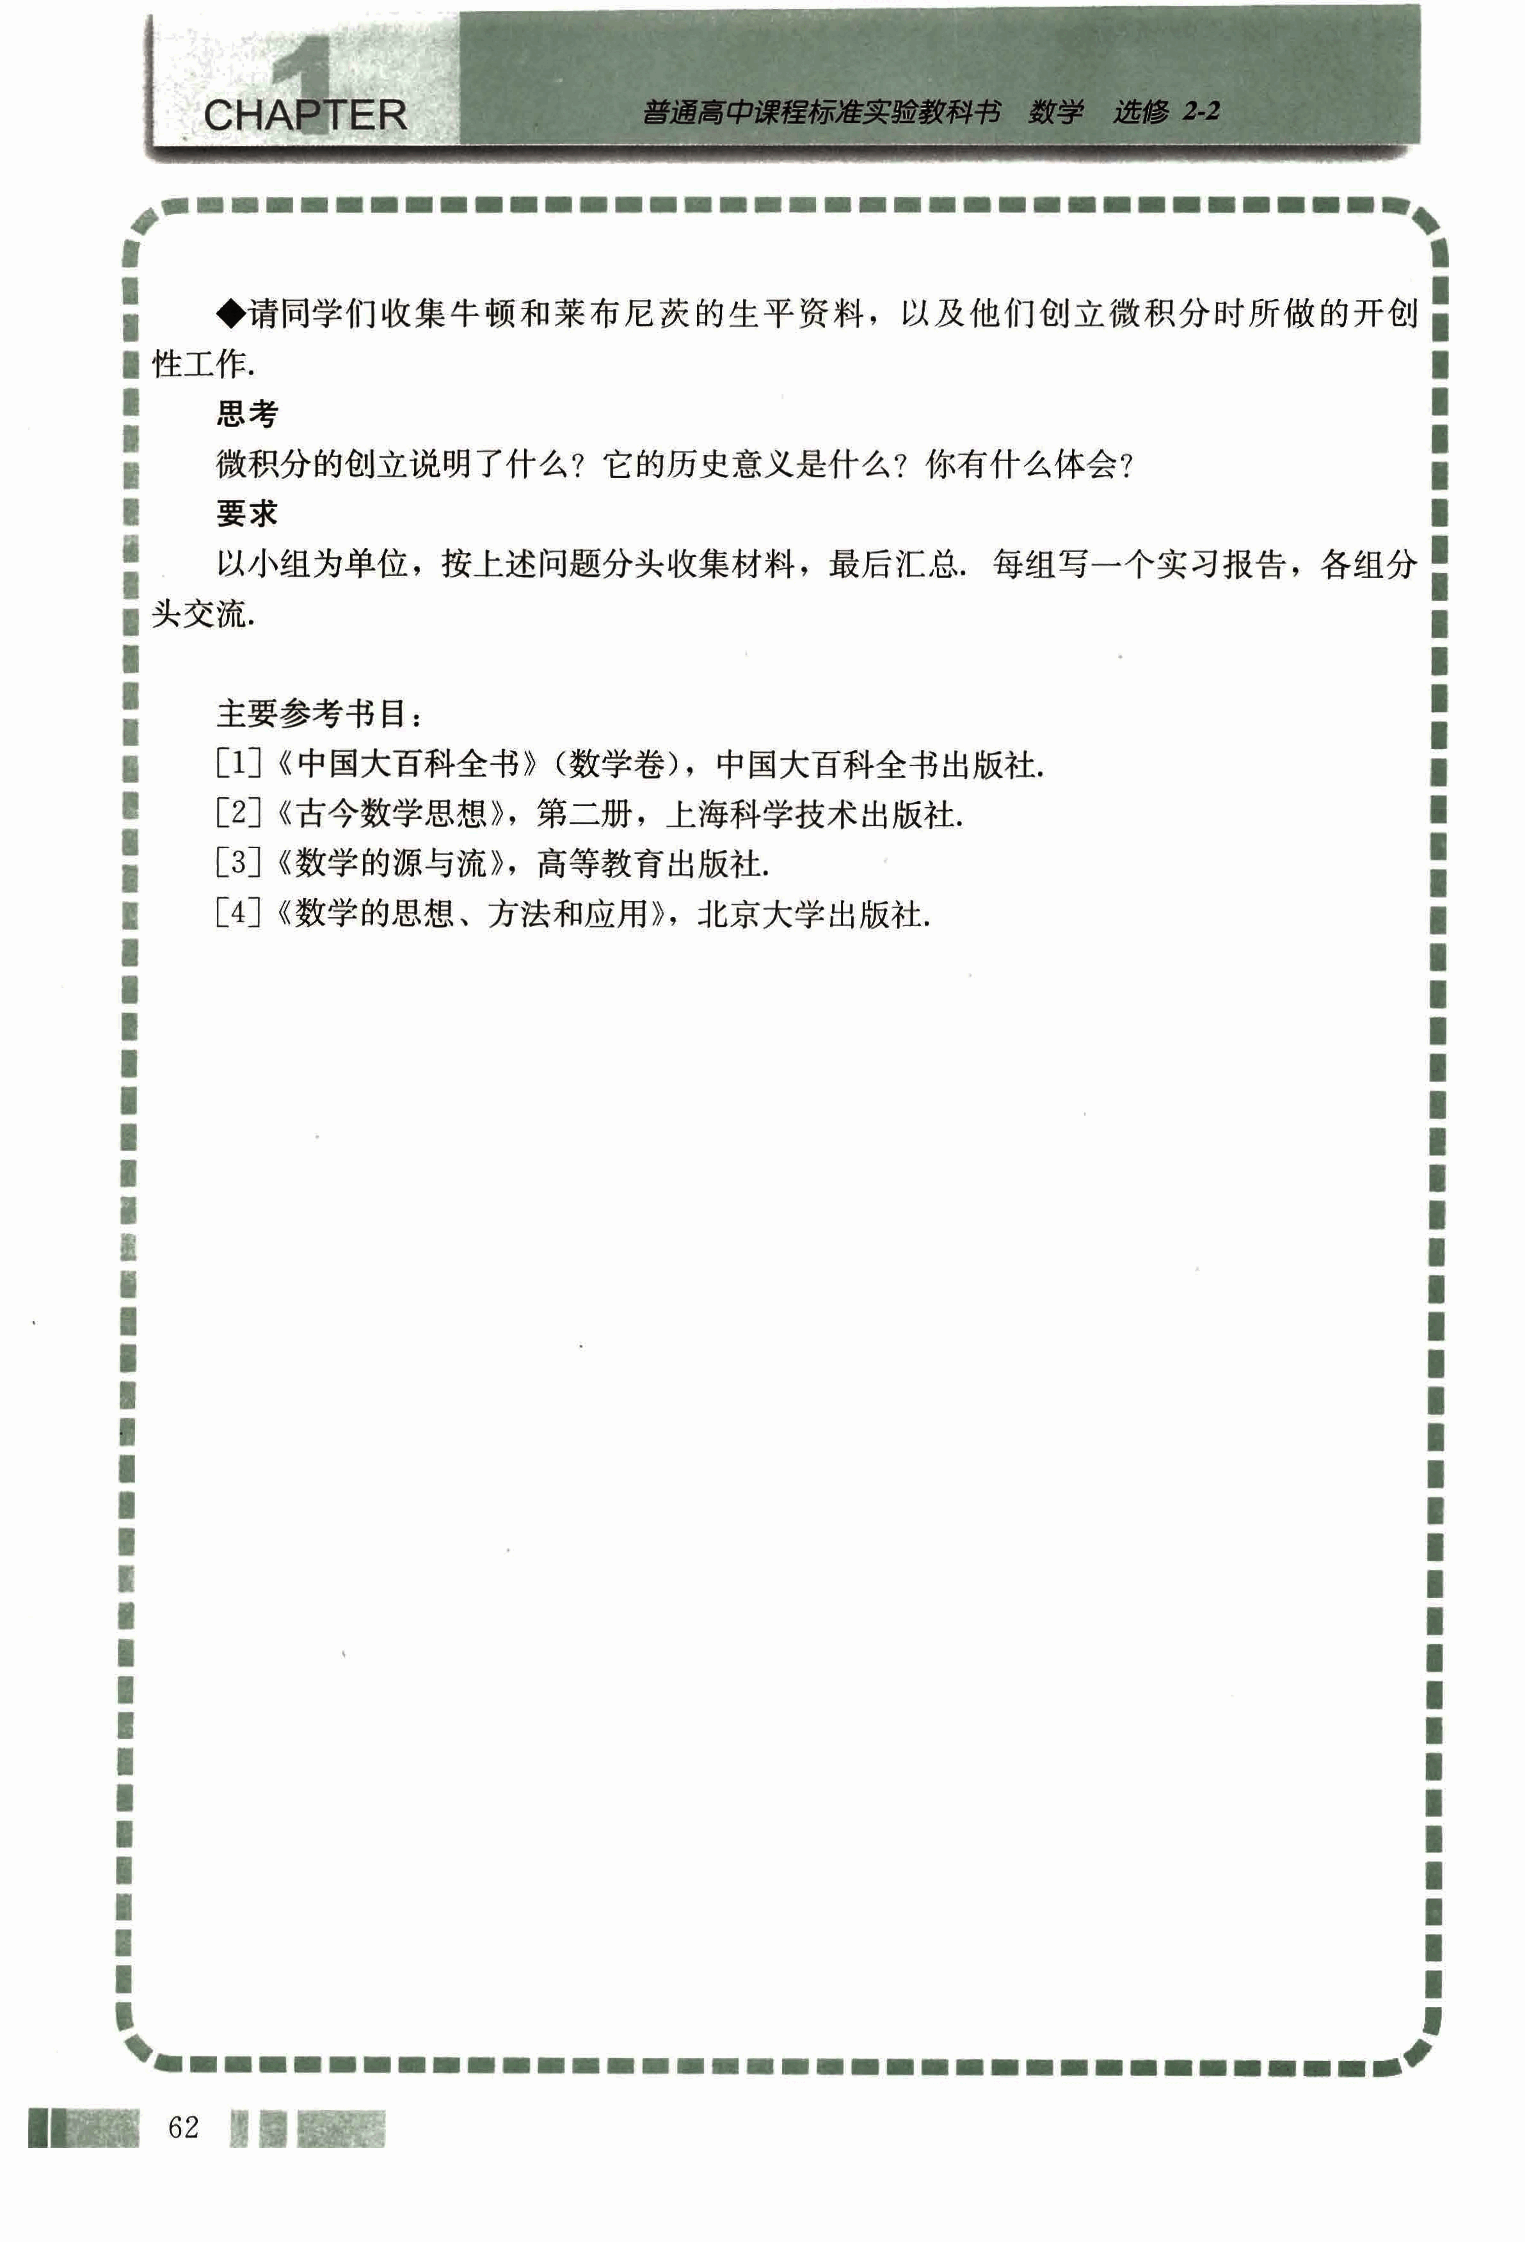 1
CHAPTER
普通高中课程标准实验教科书 数学 选修 2-2
◆请同学们收集牛顿和莱布尼茨的生平资料，以及他们创立微积分时所做的开创
性工作.
思考
微积分的创立说明了什么？它的历史意义是什么？你有什么体会？
要求
以小组为单位，按上述问题分头收集材料，最后汇总. 每组写一个实习报告，各组分
头交流.
主要参考书目：
[1]《中国大百科全书》（数学卷），中国大百科全书出版社.
[2]《古今数学思想》，第二册，上海科学技术出版社.
[3]《数学的源与流》，高等教育出版社.
[4]《数学的思想、方法和应用》，北京大学出版社.
62